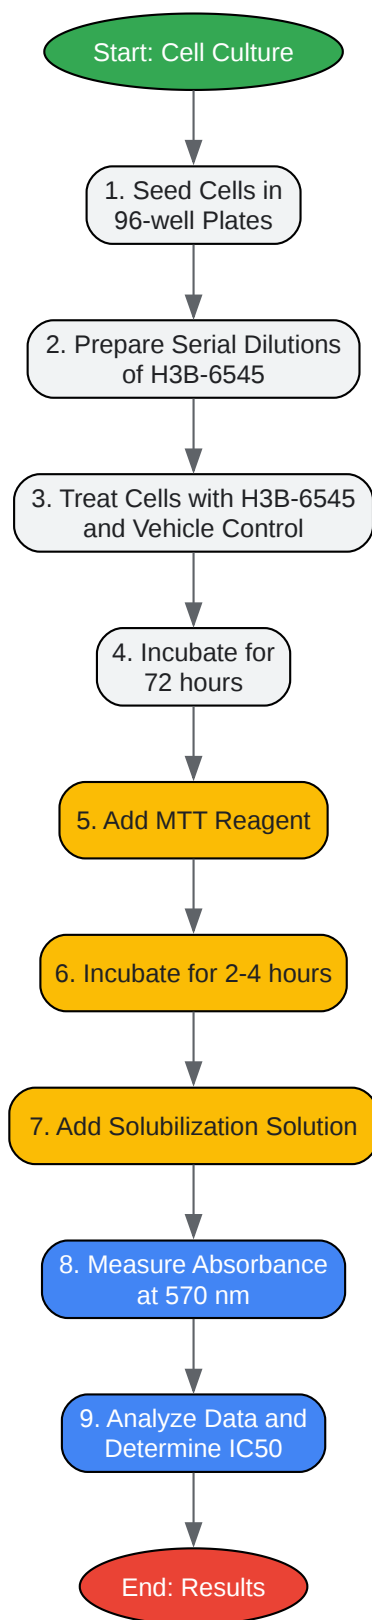 Start: Cell Culture
1. Seed Cells in
96-well Plates
2. Prepare Serial Dilutions
of H3B-6545
3. Treat Cells with H3B-6545
and Vehicle Control
4. Incubate for
72 hours
5. Add MTT Reagent
6. Incubate for 2-4 hours
7. Add Solubilization Solution
8. Measure Absorbance
at 570 nm
9. Analyze Data and
Determine IC50
End: Results